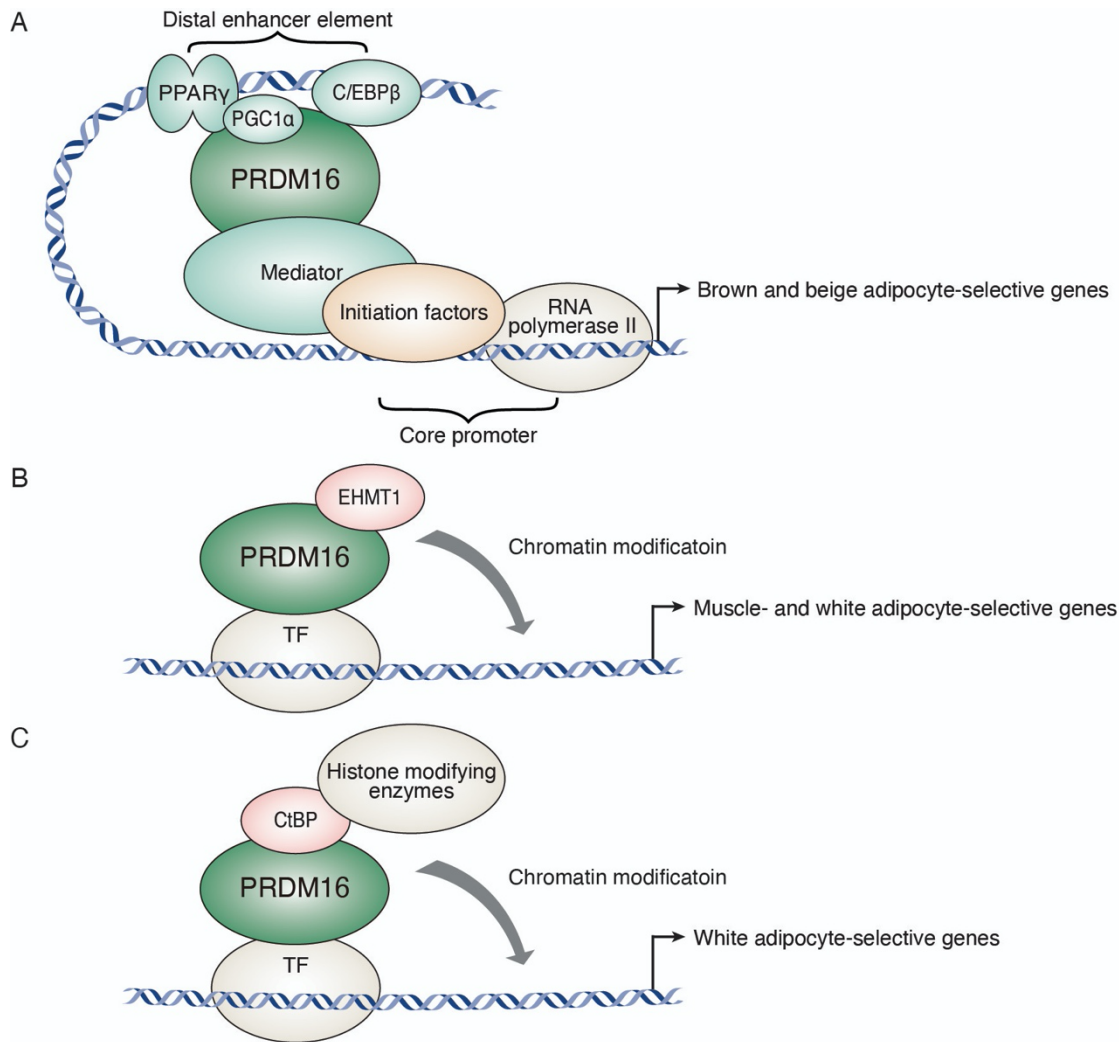 A
Distal enhancer element
PPARγ
C/EBPβ
PGC1α
PRDM16
Mediator
Initiation factors
RNA
polymerase II
Brown and beige adipocyte-selective genes
Core promoter
B
EHMT1
PRDM16
Chromatin modificatoin
TF
Muscle- and white adipocyte-selective genes
C
Histone modifying
enzymes
CtBP
PRDM16
Chromatin modificatoin
TF
White adipocyte-selective genes